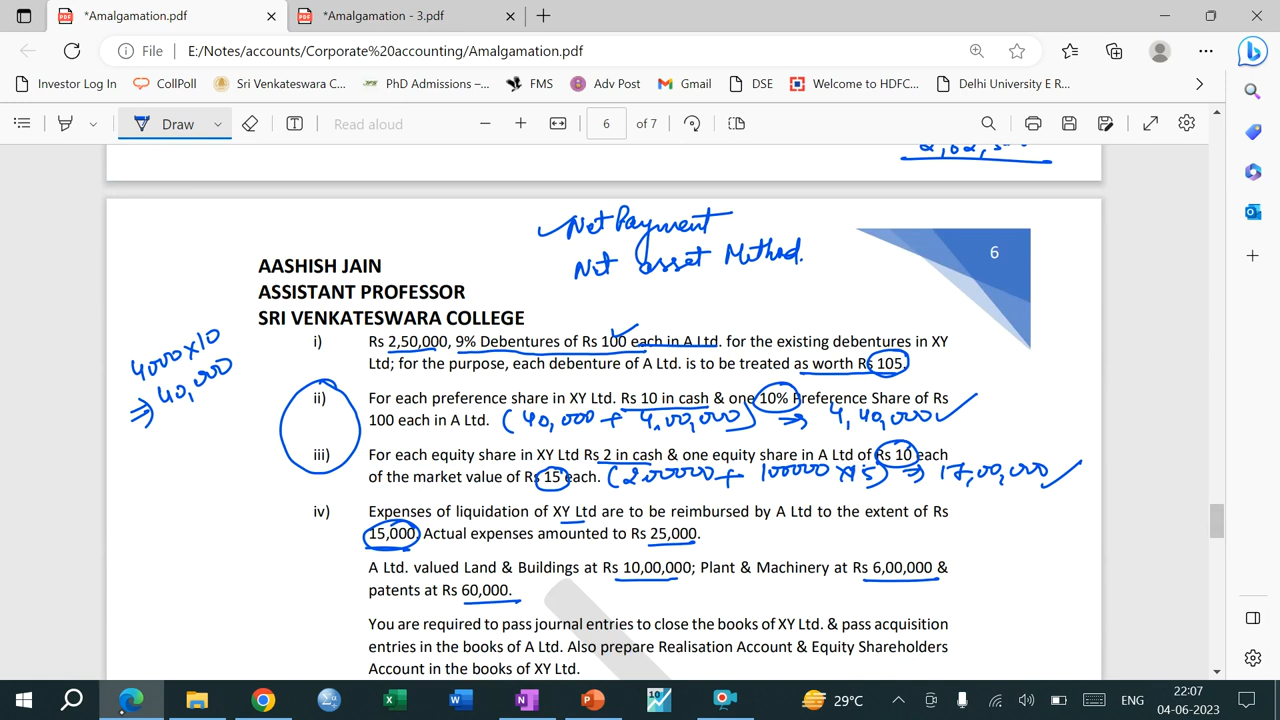 *Amalgamation.pdf
*Amalgamation - 3.pdf
File E:/Notes/accounts/Corporate%20accounting/Amalgamation.pdf
Investor Log In CollPoll Sri Venkateswara C... PhD Admissions –... FMS Adv Post Gmail DSE Welcome to HDFC... Delhi University E R...
Draw Read aloud 6 of 7
Net Payment
Net asset Method.
6
AASHISH JAIN
ASSISTANT PROFESSOR
SRI VENKATESWARA COLLEGE
4000x10
⇒ 40,000
i) Rs 2,50,000, 9% Debentures of Rs 100 each in A Ltd. for the existing debentures in XY
Ltd; for the purpose, each debenture of A Ltd. is to be treated as worth Rs 105.
ii) For each preference share in XY Ltd. Rs 10 in cash & one 10% Preference Share of Rs
100 each in A Ltd. (40,000 + 4,00,000) ⇒ 4,40,000
iii) For each equity share in XY Ltd Rs 2 in cash & one equity share in A Ltd of Rs 10 each
of the market value of Rs 15 each. (200000 + 100000 x 15) ⇒ 17,00,000
iv) Expenses of liquidation of XY Ltd are to be reimbursed by A Ltd to the extent of Rs
15,000. Actual expenses amounted to Rs 25,000.
A Ltd. valued Land & Buildings at Rs 10,00,000; Plant & Machinery at Rs 6,00,000 &
patents at Rs 60,000.
You are required to pass journal entries to close the books of XY Ltd. & pass acquisition
entries in the books of A Ltd. Also prepare Realisation Account & Equity Shareholders
Account in the books of XY Ltd.
29°C ENG 22:07
04-06-2023